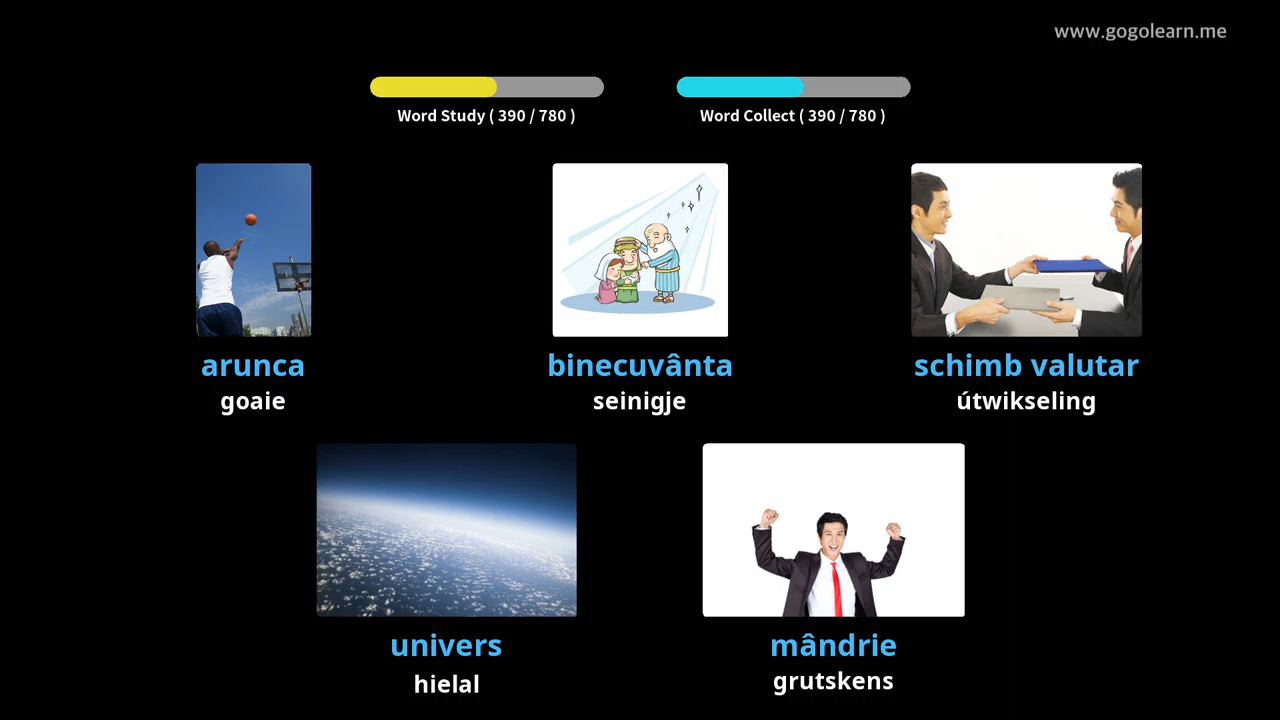 www.gogolearn.me
Word Study ( 390 / 780 )
Word Collect ( 390 / 780 )
arunca
goaie
binecuvânta
seinigje
schimb valutar
útwikseling
univers
hielal
mândrie
grutskens